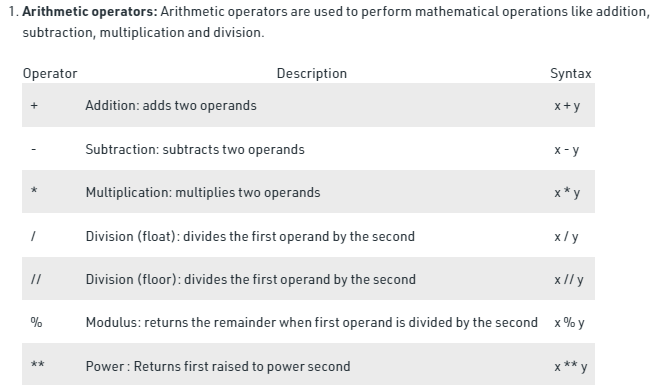 1. Arithmetic operators: Arithmetic operators are used to perform mathematical operations like addition,
subtraction, multiplication and division.
Operator Description Syntax
+ Addition: adds two operands x + y
- Subtraction: subtracts two operands x - y
* Multiplication: multiplies two operands x * y
/ Division (float): divides the first operand by the second x / y
// Division (floor): divides the first operand by the second x // y
% Modulus: returns the remainder when first operand is divided by the second x % y
** Power : Returns first raised to power second x ** y